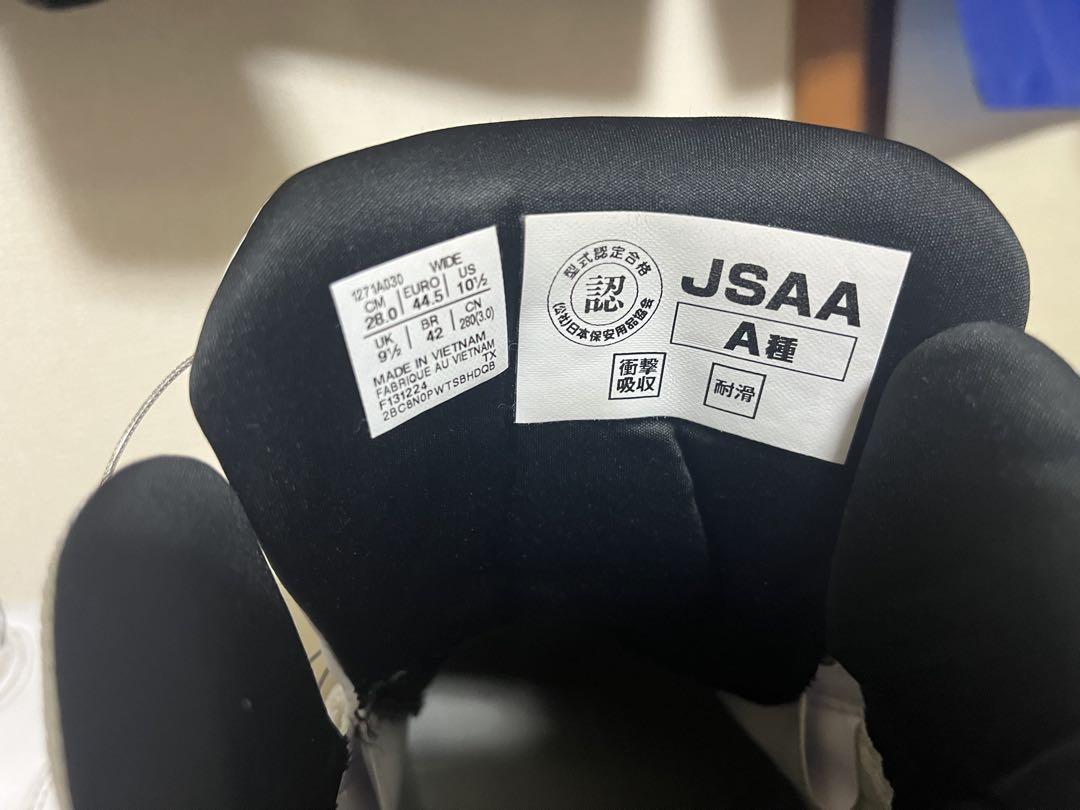 1271A030 WIDE
CM EURO US
28.0 44.5 10½
UK BR CN
9½ 42 280(3.0)
MADE IN VIETNAM
FABRIQUE AU VIETNAM
F131224 TX
2BCBN0PWTSBHDQB
型式認定合格
認
(公社)日本保安用品協会
JSAA
A種
衝撃
吸収
耐滑